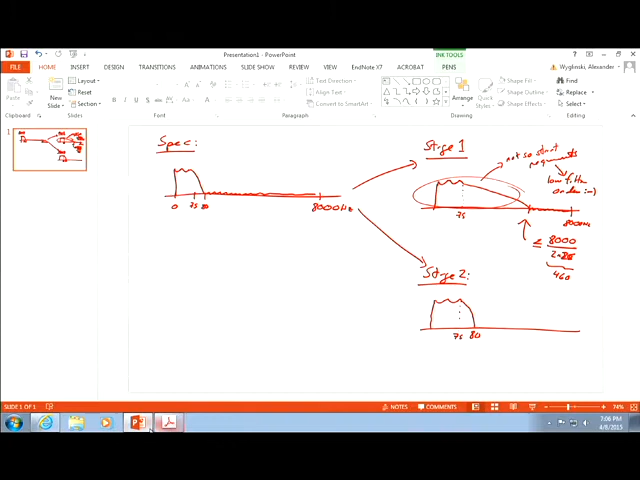 Presentation1 - PowerPoint
INK TOOLS
FILE HOME INSERT DESIGN TRANSITIONS ANIMATIONS SLIDE SHOW REVIEW VIEW EndNote X7 ACROBAT PENS
Wyglinski, Alexander
Paste
New
Slide
Layout
Reset
Section
Text Direction
Align Text
Convert to SmartArt
Arrange
Quick
Styles
Shape Fill
Shape Outline
Shape Effects
Find
Replace
Select
Clipboard Slides Font Paragraph Drawing Editing
1
Spec:
0 75 80 8000Hz
Stage 1
not so strict
requirements
low filter
order :-)
75 8000Hz
≤ 8000
460
Stage 2:
75 80
SLIDE 1 OF 1 NOTES COMMENTS 74%
7:06 PM
4/8/2015